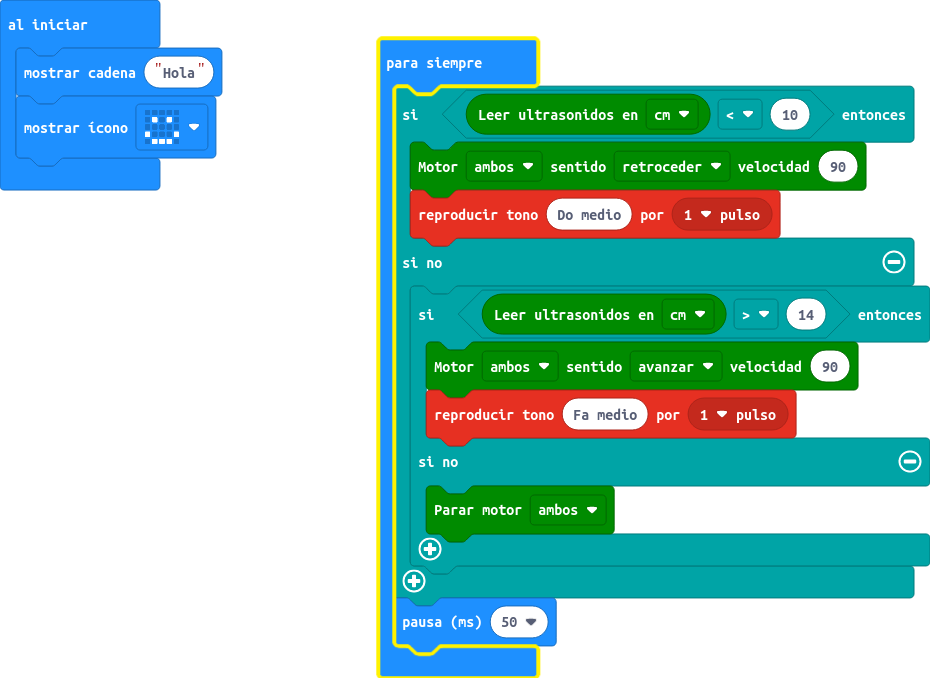 al iniciar
mostrar cadena "Hola"
mostrar ícono
para siempre
si Leer ultrasonidos en cm < 10 entonces
Motor ambos sentido retroceder velocidad 90
reproducir tono Do medio por 1 pulso
si no
si Leer ultrasonidos en cm > 14 entonces
Motor ambos sentido avanzar velocidad 90
reproducir tono Fa medio por 1 pulso
si no
Parar motor ambos
pausa (ms) 50